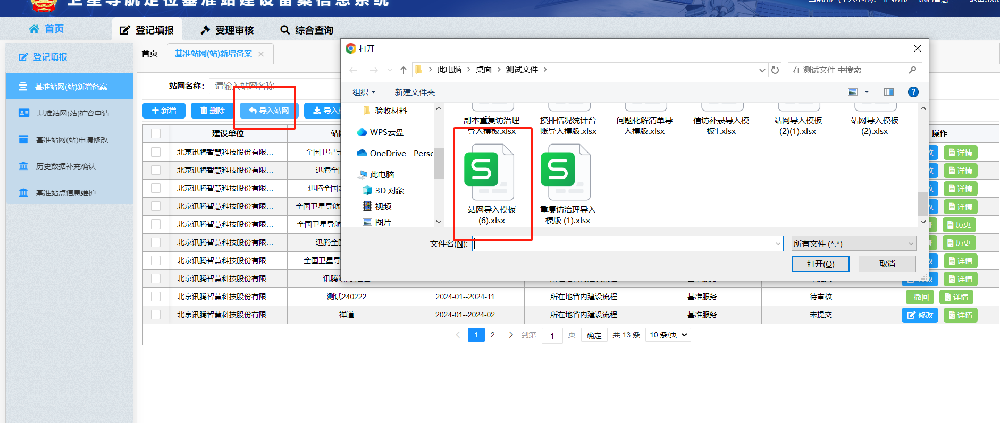 卫星导航定位基准站建设备案信息系统
首页
登记填报
受理审核
综合查询
登记填报
基准站网(站)新增备案
基准站网(站)扩容申请
基准站网(站)申请修改
历史数据补充确认
基准站点信息维护
首页
基准站网(站)新增备案
站网名称：
请输入站网名称
新增
删除
导入站网
导入
建设单位
操作
北京讯腾智慧科技股份有限... 全国卫星导 详情
北京讯腾智慧科技股份有限... 迅腾全 详情
北京讯腾智慧科技股份有限... 迅腾全国 详情
北京讯腾智慧科技股份有限... 全国卫星导航 详情
北京讯腾智慧科技股份有限... 全国卫星导航 历史
北京讯腾智慧科技股份有限... 迅腾全 历史
北京讯腾智慧科技股份有限... 全国卫星导 详情
北京讯腾智慧科技股份有限... 详情
北京讯腾智慧科技股份有限... 测试240222 2024-01--2024-11 所在地省内建设流程 基准服务 待审核 撤回 详情
北京讯腾智慧科技股份有限... 禅道 2024-01--2024-02 所在地省内建设流程 基准服务 未提交 修改 详情
1 2 到第 1 页 确定 共 13 条 10 条/页
打开
此电脑
桌面
测试文件
在 测试文件 中搜索
组织
新建文件夹
验收材料
WPS云盘
OneDrive - Persc
此电脑
3D 对象
视频
图片
副本重复访治理
导入模板.xlsx
摸排情况统计台
账导入模版.xlsx
问题化解清单导
入模版.xlsx
信访补录导入模
板1.xlsx
站网导入模板
(2)(1).xlsx
站网导入模板
(2).xlsx
站网导入模板
(6).xlsx
重复访治理导入
模版 (1).xlsx
文件名(N):
所有文件 (*.*)
打开(O)
取消